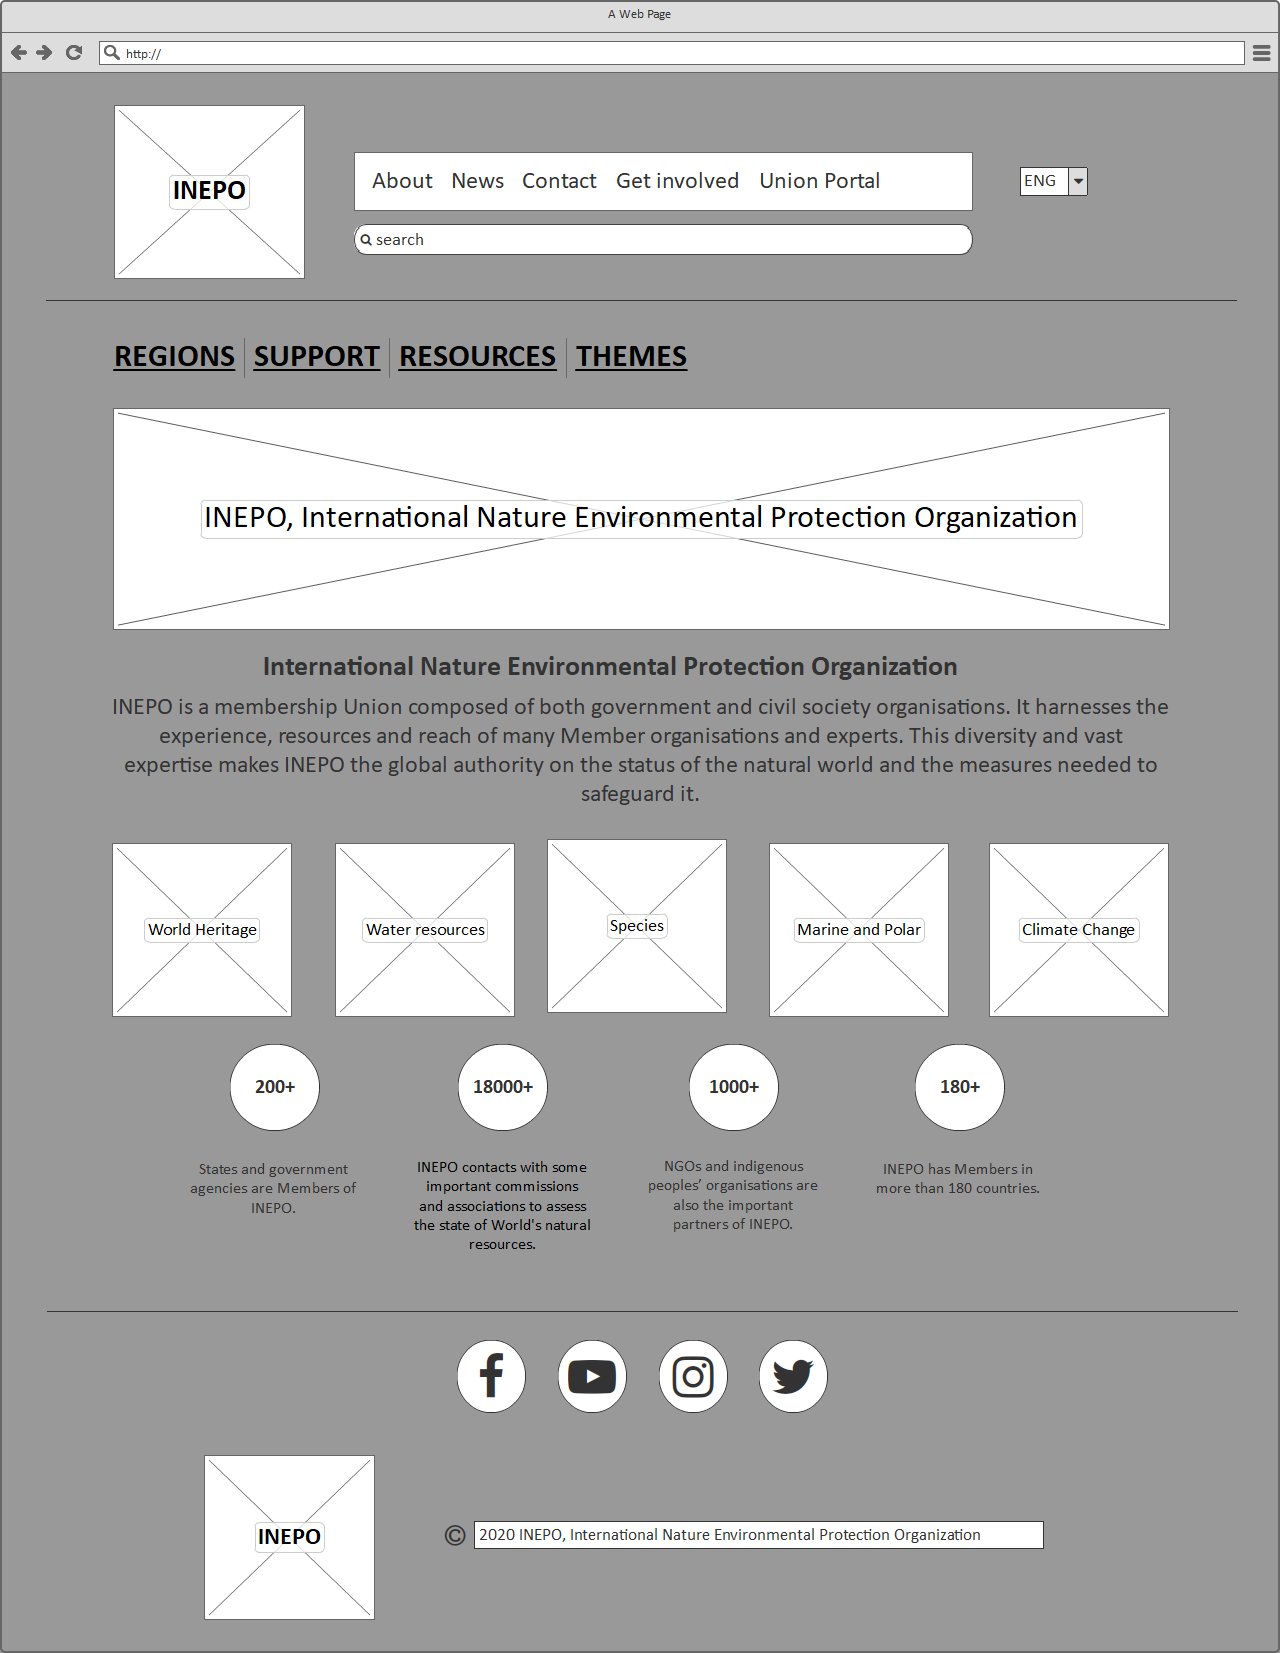 A Web Page
http://
INEPO
About News Contact Get involved Union Portal
ENG
search
REGIONS SUPPORT RESOURCES THEMES
INEPO, International Nature Environmental Protection Organization
International Nature Environmental Protection Organization
INEPO is a membership Union composed of both government and civil society organisations. It harnesses the
experience, resources and reach of many Member organisations and experts. This diversity and vast
expertise makes INEPO the global authority on the status of the natural world and the measures needed to
safeguard it.
World Heritage
Water resources
Species
Marine and Polar
Climate Change
200+
18000+
1000+
180+
States and government
agencies are Members of
INEPO.
INEPO contacts with some
important commissions
and associations to assess
the state of World's natural
resources.
NGOs and indigenous
peoples’ organisations are
also the important
partners of INEPO.
INEPO has Members in
more than 180 countries.
INEPO
© 2020 INEPO, International Nature Environmental Protection Organization